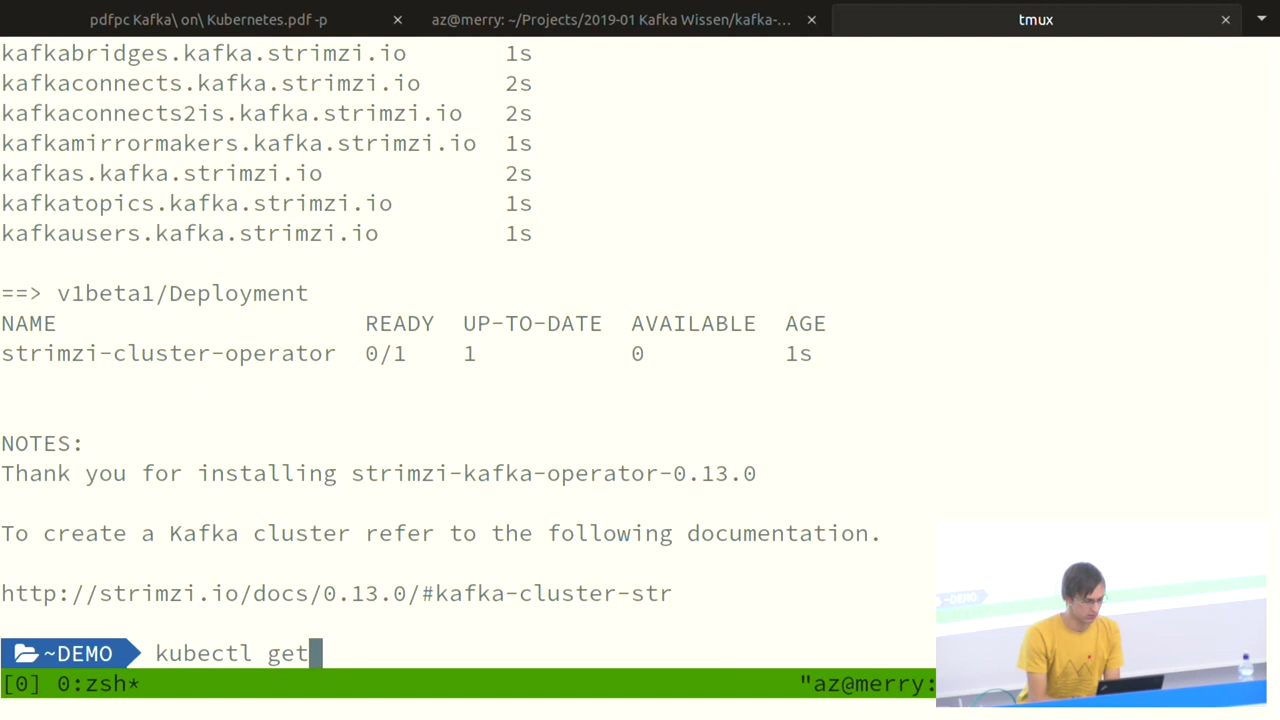 pdfpc Kafka\ on\ Kubernetes.pdf -p × az@merry: ~/Projects/2019-01 Kafka Wissen/kafka-... × tmux ×
kafkabridges.kafka.strimzi.io 1s
kafkaconnects.kafka.strimzi.io 2s
kafkaconnects2is.kafka.strimzi.io 2s
kafkamirrormakers.kafka.strimzi.io 1s
kafkas.kafka.strimzi.io 2s
kafkatopics.kafka.strimzi.io 1s
kafkausers.kafka.strimzi.io 1s
==> v1beta1/Deployment
NAME READY UP-TO-DATE AVAILABLE AGE
strimzi-cluster-operator 0/1 1 0 1s
NOTES:
Thank you for installing strimzi-kafka-operator-0.13.0
To create a Kafka cluster refer to the following documentation.
http://strimzi.io/docs/0.13.0/#kafka-cluster-str
~DEMO kubectl get
[0] 0:zsh* "az@merry:
~DEMO